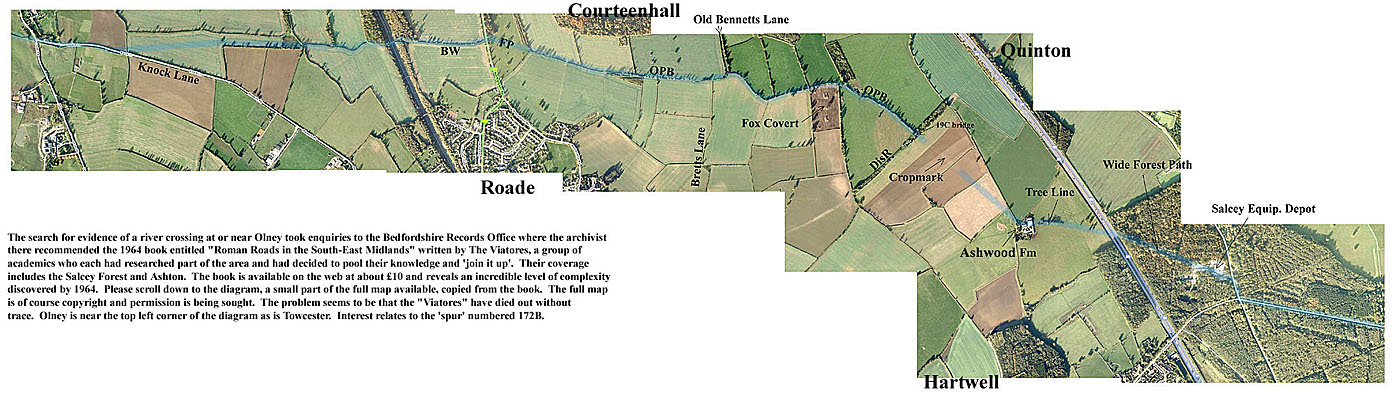 Courteenhall
Old Bennetts Lane
Quinton
BW
FP
OPB
Knock Lane
OPB
Fox Covert
19C bridge
Bretts Lane
DisR
Cropmark
Wide Forest Path
Roade
Tree Line
Salcey Equip. Depot
Ashwood Fm
The search for evidence of a river crossing at or near Olney took enquiries to the Bedfordshire Records Office where the archivist
there recommended the 1964 book entitled "Roman Roads in the South-East Midlands" written by The Viatores, a group of
academics who each had researched part of the area and had decided to pool their knowledge and 'join it up'. Their coverage
includes the Salcey Forest and Ashton. The book is available on the web at about £10 and reveals an incredible level of complexity
discovered by 1964. Please scroll down to the diagram, a small part of the full map available, copied from the book. The full map
is of course copyright and permission is being sought. The problem seems to be that the "Viatores" have died out without
trace. Olney is near the top left corner of the diagram as is Towcester. Interest relates to the 'spur' numbered 172B.
Hartwell